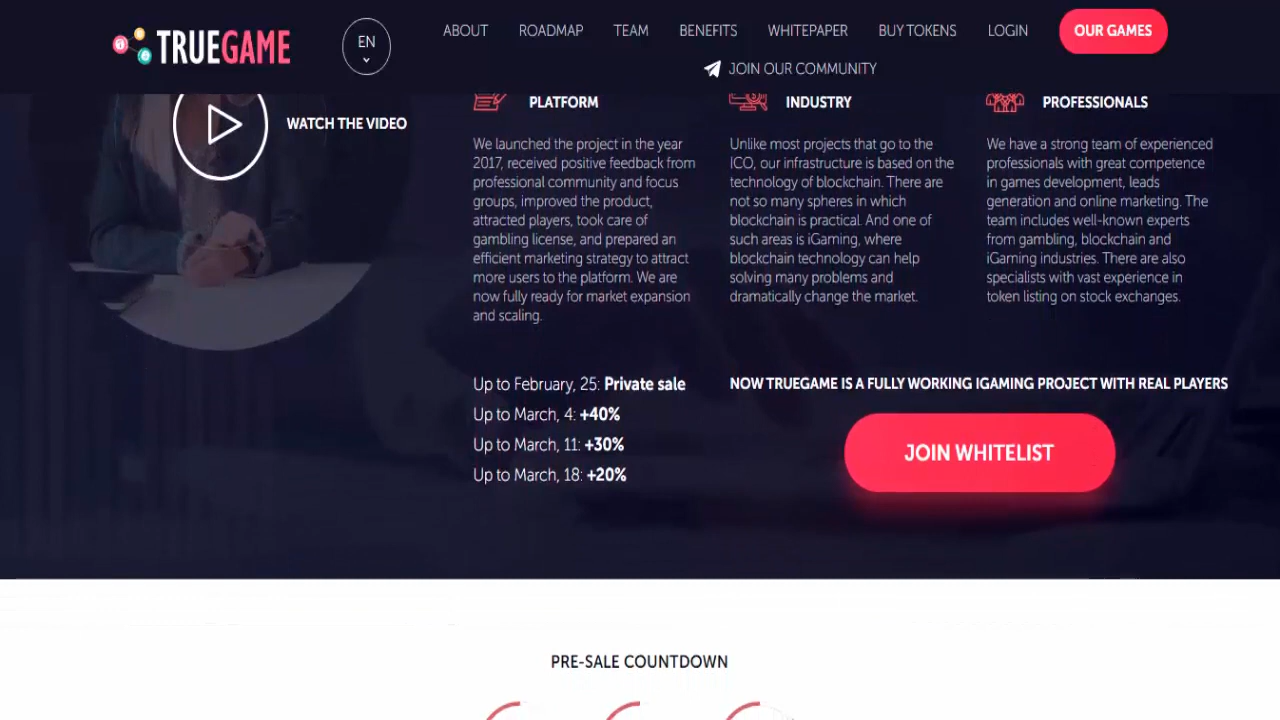 TRUEGAME
EN
ABOUT
ROADMAP
TEAM
BENEFITS
WHITEPAPER
BUY TOKENS
LOGIN
OUR GAMES
JOIN OUR COMMUNITY
WATCH THE VIDEO
PLATFORM
We launched the project in the year
2017, received positive feedback from
professional community and focus
groups, improved the product,
attracted players, took care of
gambling license, and prepared an
efficient marketing strategy to attract
more users to the platform. We are
now fully ready for market expansion
and scaling.
INDUSTRY
Unlike most projects that go to the
ICO, our infrastructure is based on the
technology of blockchain. There are
not so many spheres in which
blockchain is practical. And one of
such areas is iGaming, where
blockchain technology can help
solving many problems and
dramatically change the market.
PROFESSIONALS
We have a strong team of experienced
professionals with great competence
in games development, leads
generation and online marketing. The
team includes well-known experts
from gambling, blockchain and
iGaming industries. There are also
specialists with vast experience in
token listing on stock exchanges.
Up to February, 25: Private sale
Up to March, 4: +40%
Up to March, 11: +30%
Up to March, 18: +20%
NOW TRUEGAME IS A FULLY WORKING IGAMING PROJECT WITH REAL PLAYERS
JOIN WHITELIST
PRE-SALE COUNTDOWN